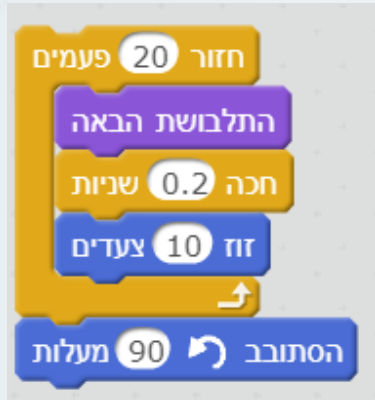 חזור 20 פעמים
התלבושת הבאה
חכה 0.2 שניות
זוז 10 צעדים
הסתובב 90 מעלות